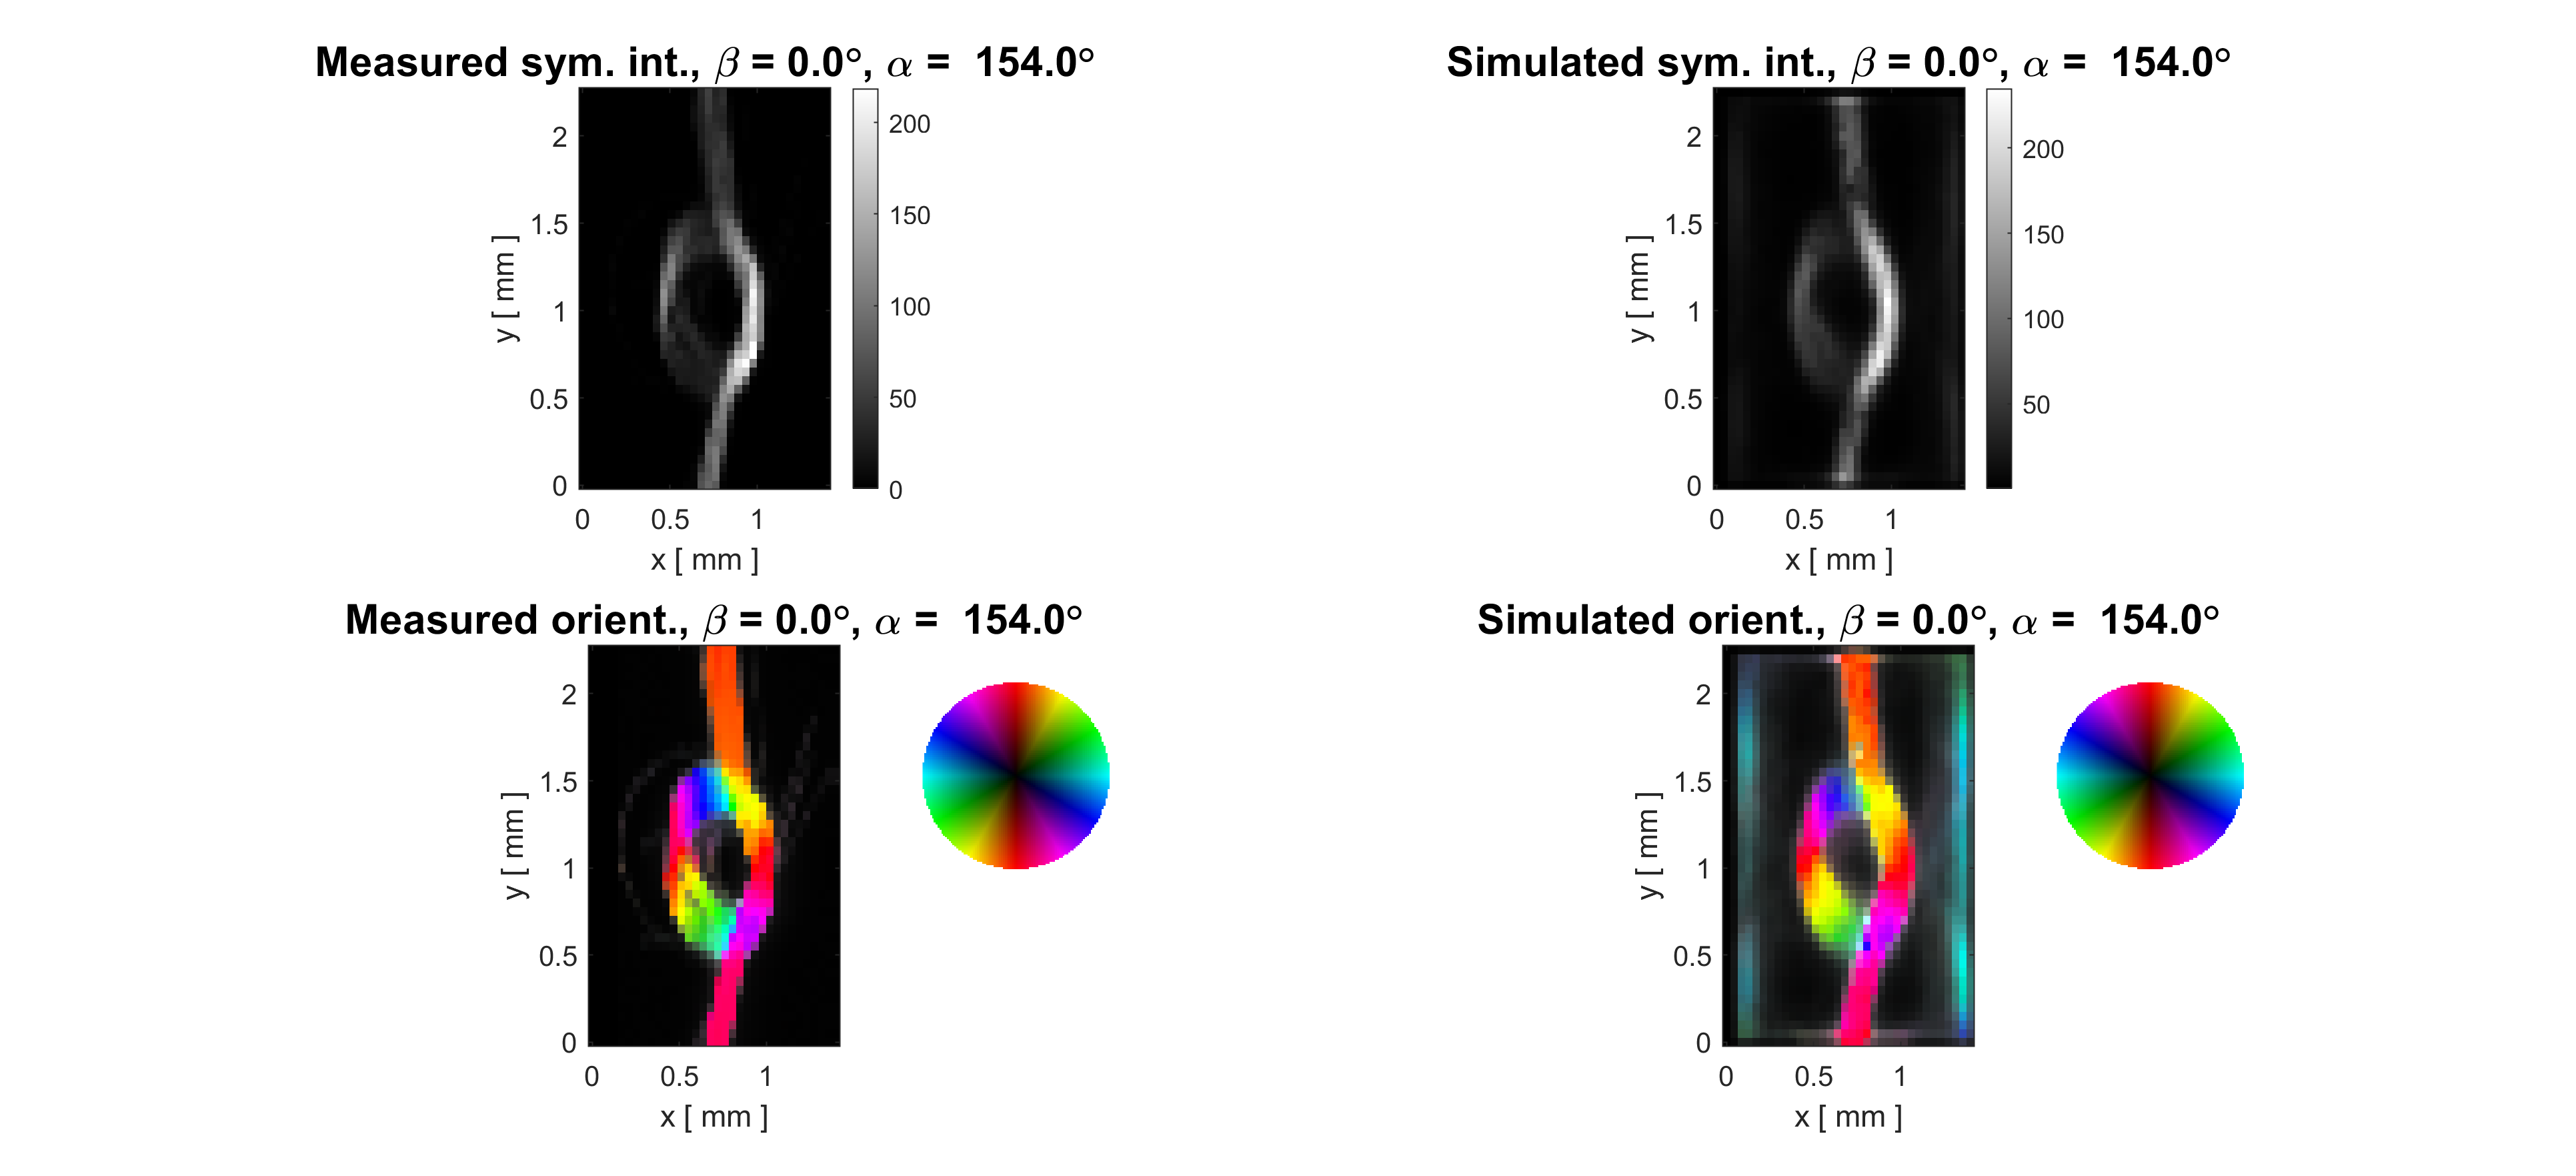 Measured sym. int., β = 0.0°, α = 154.0°
2
1.5
1
0.5
0
0 0.5 1
x [ mm ]
y [ mm ]
200
150
100
50
0
Simulated sym. int., β = 0.0°, α = 154.0°
2
1.5
1
0.5
0
0 0.5 1
x [ mm ]
y [ mm ]
200
150
100
50
Measured orient., β = 0.0°, α = 154.0°
2
1.5
1
0.5
0
0 0.5 1
x [ mm ]
y [ mm ]
Simulated orient., β = 0.0°, α = 154.0°
2
1.5
1
0.5
0
0 0.5 1
x [ mm ]
y [ mm ]